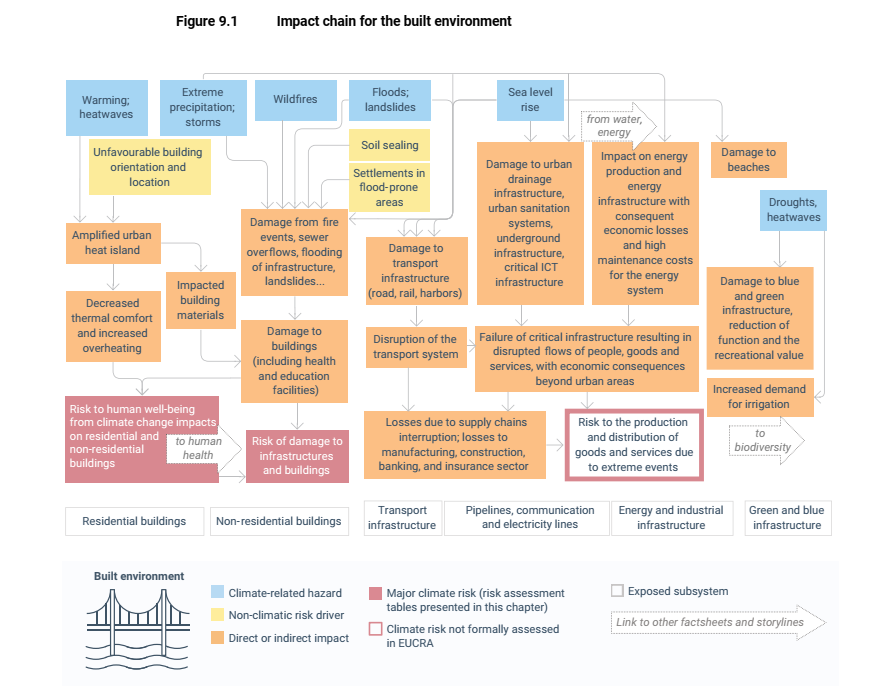 Figure 9.1 Impact chain for the built environment
Warming;
heatwaves
Extreme
precipitation;
storms
Wildfires
Floods;
landslides
Sea level
rise
from water,
energy
Unfavourable building
orientation and
location
Soil sealing
Settlements in
flood-prone
areas
Damage to urban
drainage
infrastructure,
urban sanitation
systems,
underground
infrastructure,
critical ICT
infrastructure
Impact on energy
production and
energy
infrastructure with
consequent
economic losses
and high
maintenance costs
for the energy
system
Damage to
beaches
Droughts,
heatwaves
Amplified urban
heat island
Damage from fire
events, sewer
overflows, flooding
of infrastructure,
landslides...
Damage to
transport
infrastructure
(road, rail, harbors)
Impacted
building
materials
Damage to blue
and green
infrastructure,
reduction of
function and the
recreational value
Decreased
thermal comfort
and increased
overheating
Damage to
buildings
(including health
and education
facilities)
Disruption of the
transport system
Failure of critical infrastructure resulting in
disrupted flows of people, goods and
services, with economic consequences
beyond urban areas
Increased demand
for irrigation
Risk to human well-being
from climate change impacts
on residential and
non-residential
buildings
to human
health
Risk of damage to
infrastructures
and buildings
Losses due to supply chains
interruption; losses to
manufacturing, construction,
banking, and insurance sector
Risk to the production
and distribution of
goods and services due
to extreme events
to
biodiversity
Residential buildings
Non-residential buildings
Transport
infrastructure
Pipelines, communication
and electricity lines
Energy and industrial
infrastructure
Green and blue
infrastructure
Built environment
Climate-related hazard
Non-climatic risk driver
Direct or indirect impact
Major climate risk (risk assessment
tables presented in this chapter)
Climate risk not formally assessed
in EUCRA
Exposed subsystem
Link to other factsheets and storylines